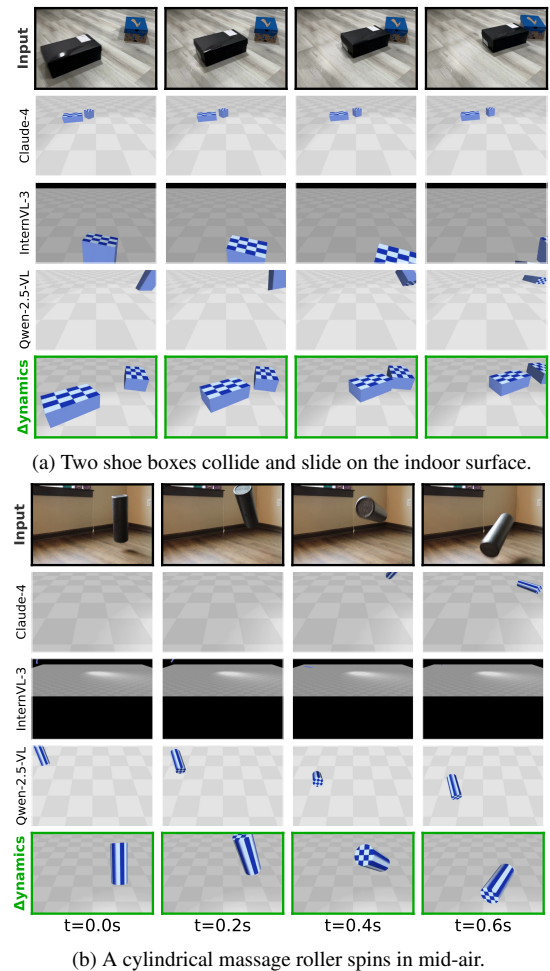 Input
Claude-4
InternVL-3
Qwen-2.5-VL
Δynamics
(a) Two shoe boxes collide and slide on the indoor surface.
Input
Claude-4
InternVL-3
Qwen-2.5-VL
Δynamics
t=0.0s t=0.2s t=0.4s t=0.6s
(b) A cylindrical massage roller spins in mid-air.